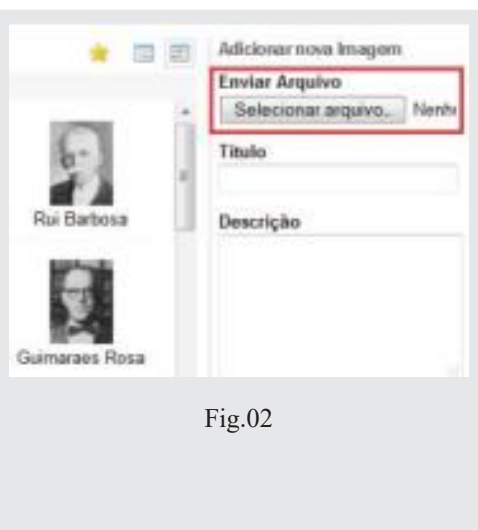 Adicionar nova Imagem
Enviar Arquivo
Selecionar arquivo..
Título
Descrição
Rui Barbosa
Guimaraes Rosa
Fig.02